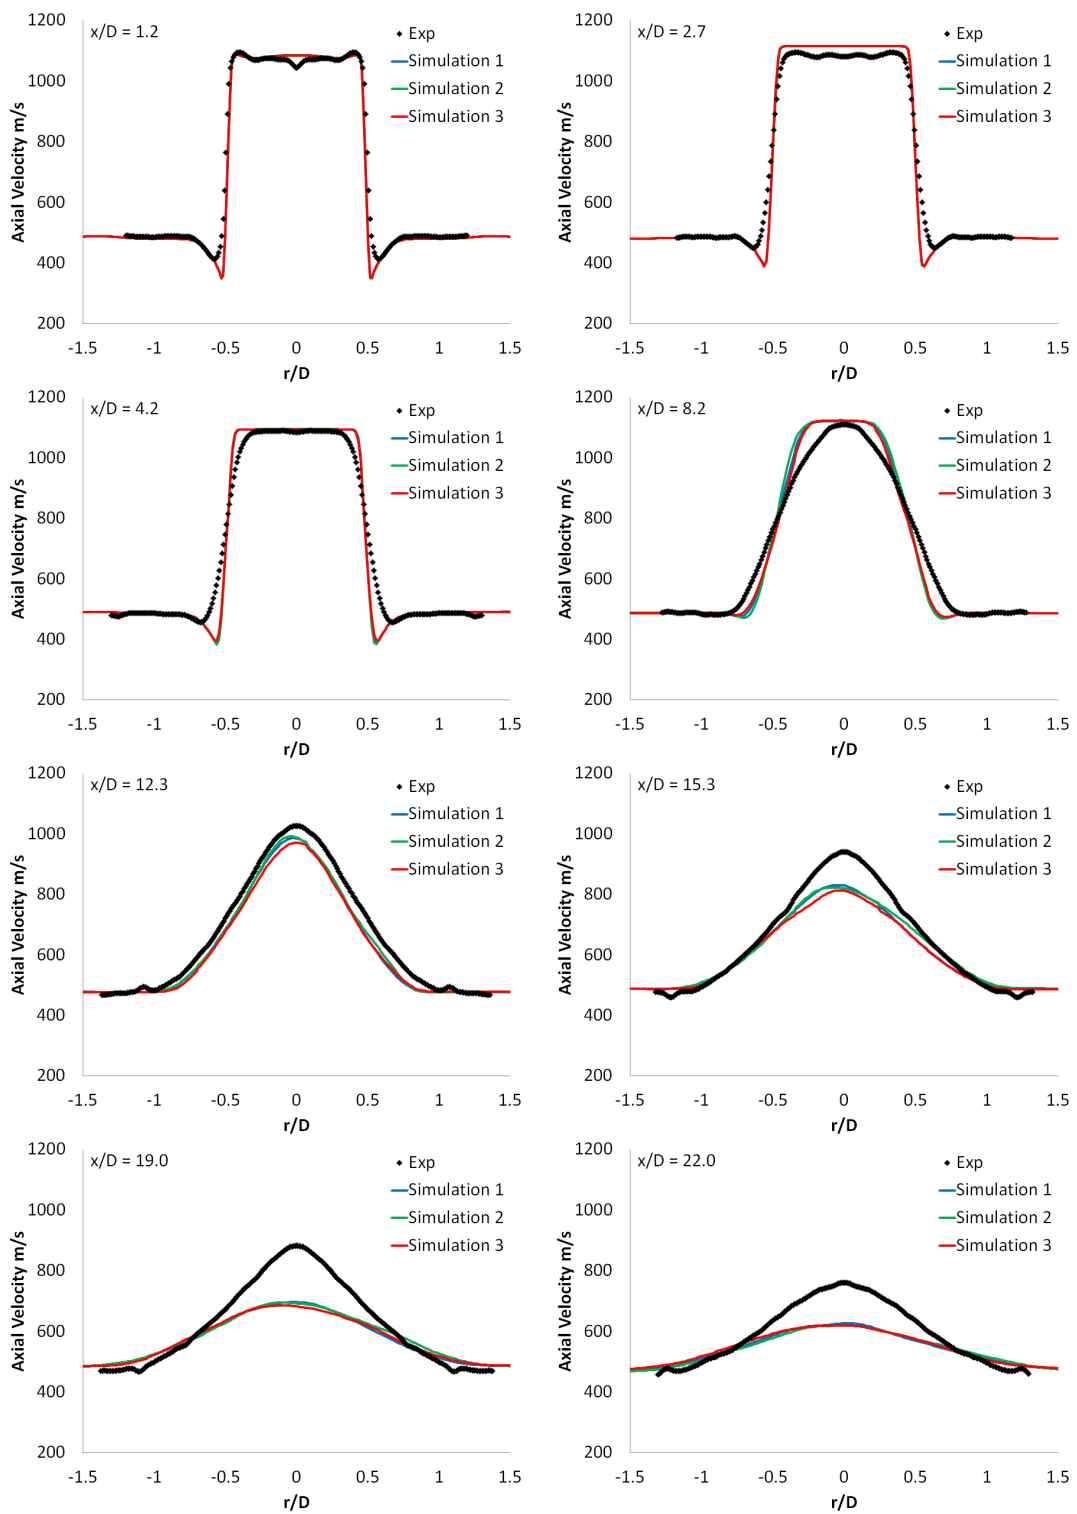 x/D = 1.2
Exp
Simulation 1
Simulation 2
Simulation 3
1200
1000
800
600
400
200
Axial Velocity m/s
-1.5 -1 -0.5 0 0.5 1 1.5
r/D
x/D = 2.7
Exp
Simulation 1
Simulation 2
Simulation 3
1200
1000
800
600
400
200
Axial Velocity m/s
-1.5 -1 -0.5 0 0.5 1 1.5
r/D
x/D = 4.2
Exp
Simulation 1
Simulation 2
Simulation 3
1200
1000
800
600
400
200
Axial Velocity m/s
-1.5 -1 -0.5 0 0.5 1 1.5
r/D
x/D = 8.2
Exp
Simulation 1
Simulation 2
Simulation 3
1200
1000
800
600
400
200
Axial Velocity m/s
-1.5 -1 -0.5 0 0.5 1 1.5
r/D
x/D = 12.3
Exp
Simulation 1
Simulation 2
Simulation 3
1200
1000
800
600
400
200
Axial Velocity m/s
-1.5 -1 -0.5 0 0.5 1 1.5
r/D
x/D = 15.3
Exp
Simulation 1
Simulation 2
Simulation 3
1200
1000
800
600
400
200
Axial Velocity m/s
-1.5 -1 -0.5 0 0.5 1 1.5
r/D
x/D = 19.0
Exp
Simulation 1
Simulation 2
Simulation 3
1200
1000
800
600
400
200
Axial Velocity m/s
-1.5 -1 -0.5 0 0.5 1 1.5
r/D
x/D = 22.0
Exp
Simulation 1
Simulation 2
Simulation 3
1200
1000
800
600
400
200
Axial Velocity m/s
-1.5 -1 -0.5 0 0.5 1 1.5
r/D